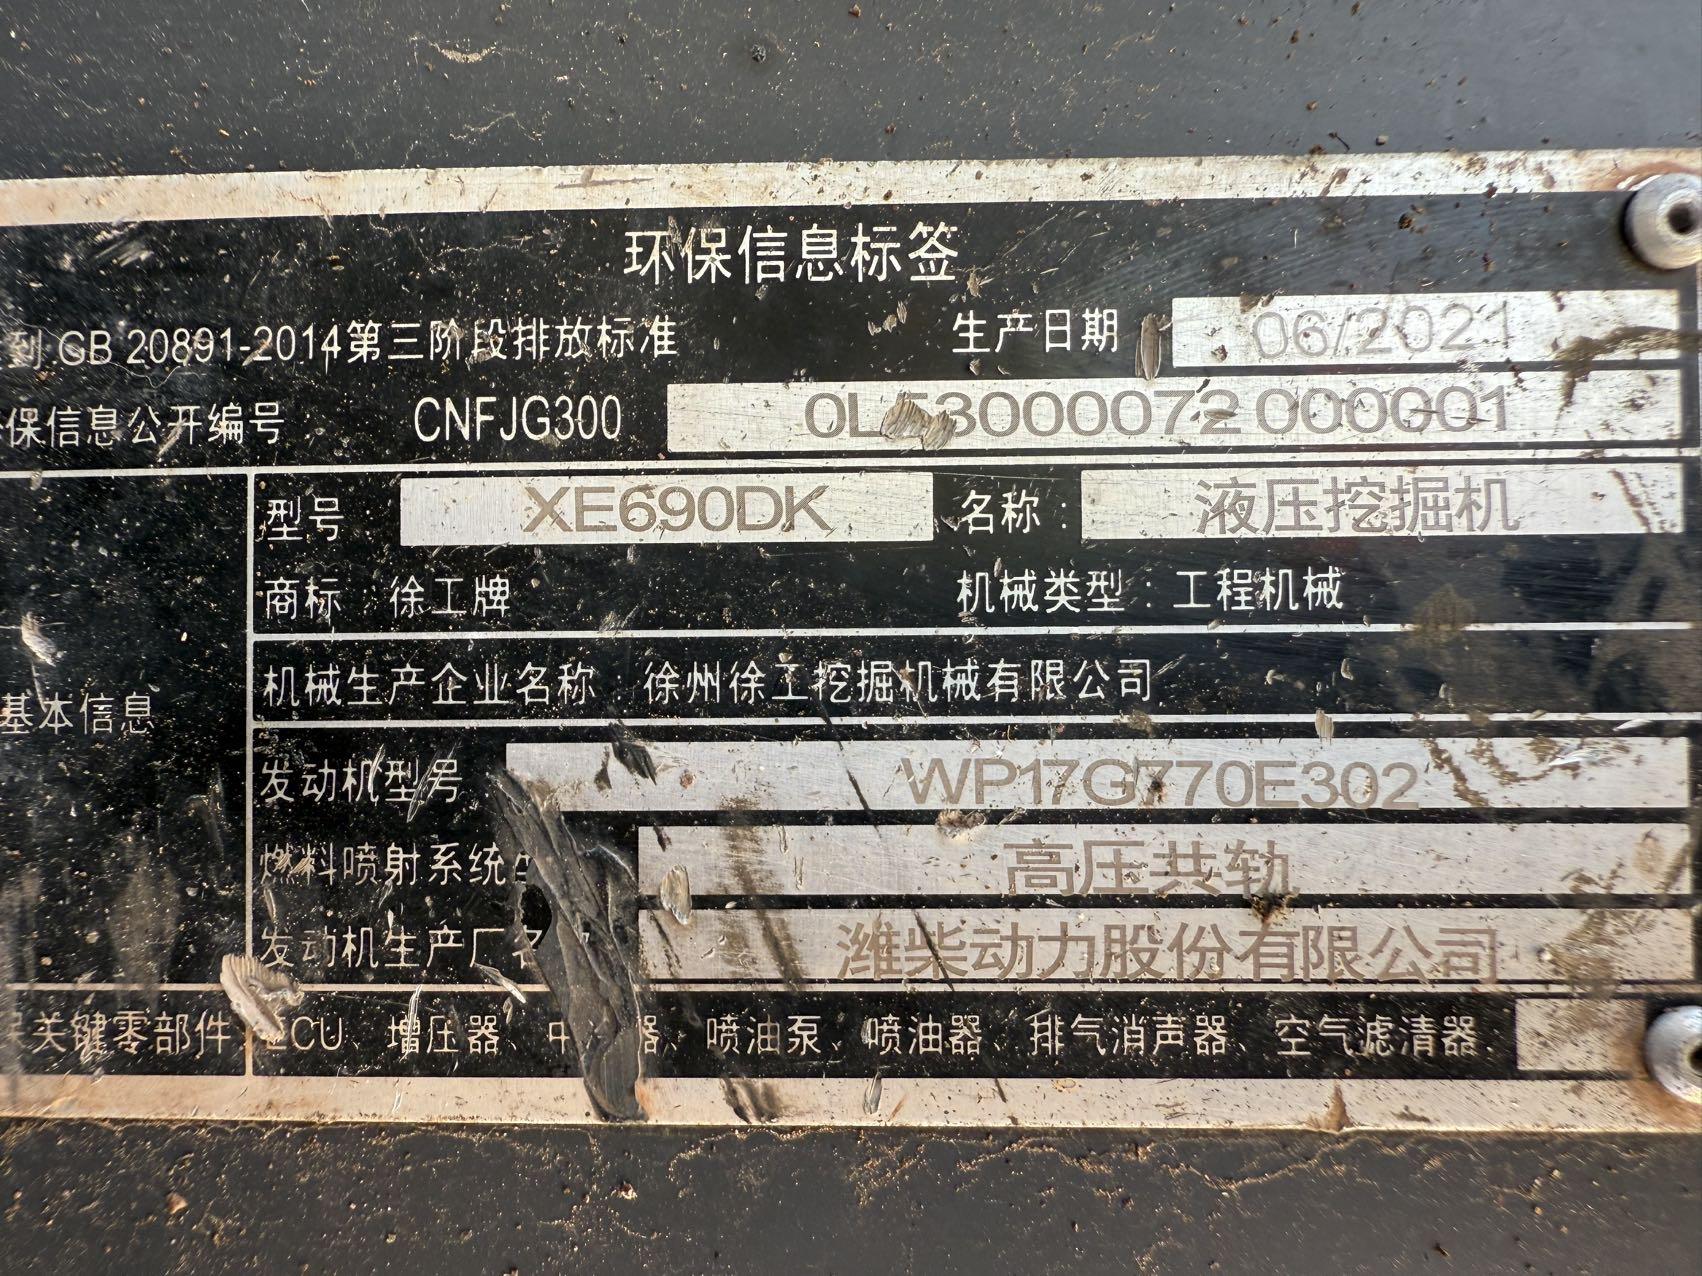 环保信息标签
到 GB 20891-2014第三阶段排放标准 生产日期 06/2021
保信息公开编号 CNFJG300 000001
型号 XE690DK 名称: 液压挖掘机
商标: 徐工牌 机械类型: 工程机械
机械生产企业名称: 徐州徐工挖掘机械有限公司
基本信息
发动机型号 WP17G770E302
燃料喷射系统 高压共轨
发动机生产厂名 潍柴动力股份有限公司
关键零部件 ECU、增压器、中 器、喷油泵、喷油器、排气消声器、空气滤清器.